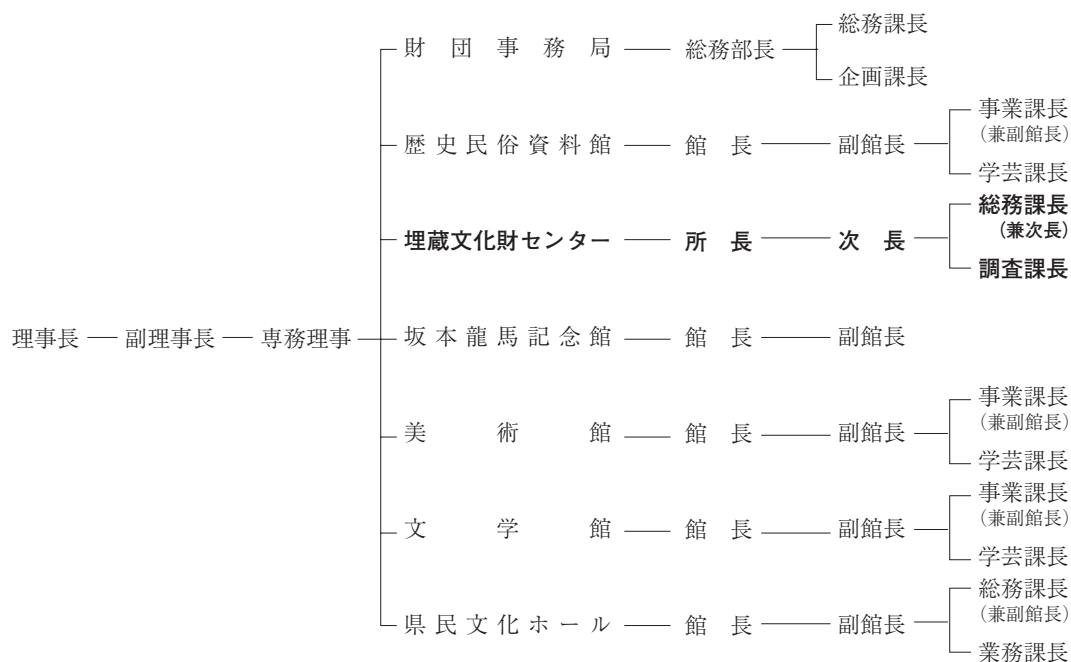 財団事務局 総務部長 総務課長
企画課長
歴史民俗資料館 館長 副館長 事業課長
(兼副館長)
学芸課長
埋蔵文化財センター 所長 次長 総務課長
(兼次長)
調査課長
理事長 副理事長 専務理事 坂本龍馬記念館 館長 副館長
美術館 館長 副館長 事業課長
(兼副館長)
学芸課長
文学館 館長 副館長 事業課長
(兼副館長)
学芸課長
県民文化ホール 館長 副館長 総務課長
(兼副館長)
業務課長